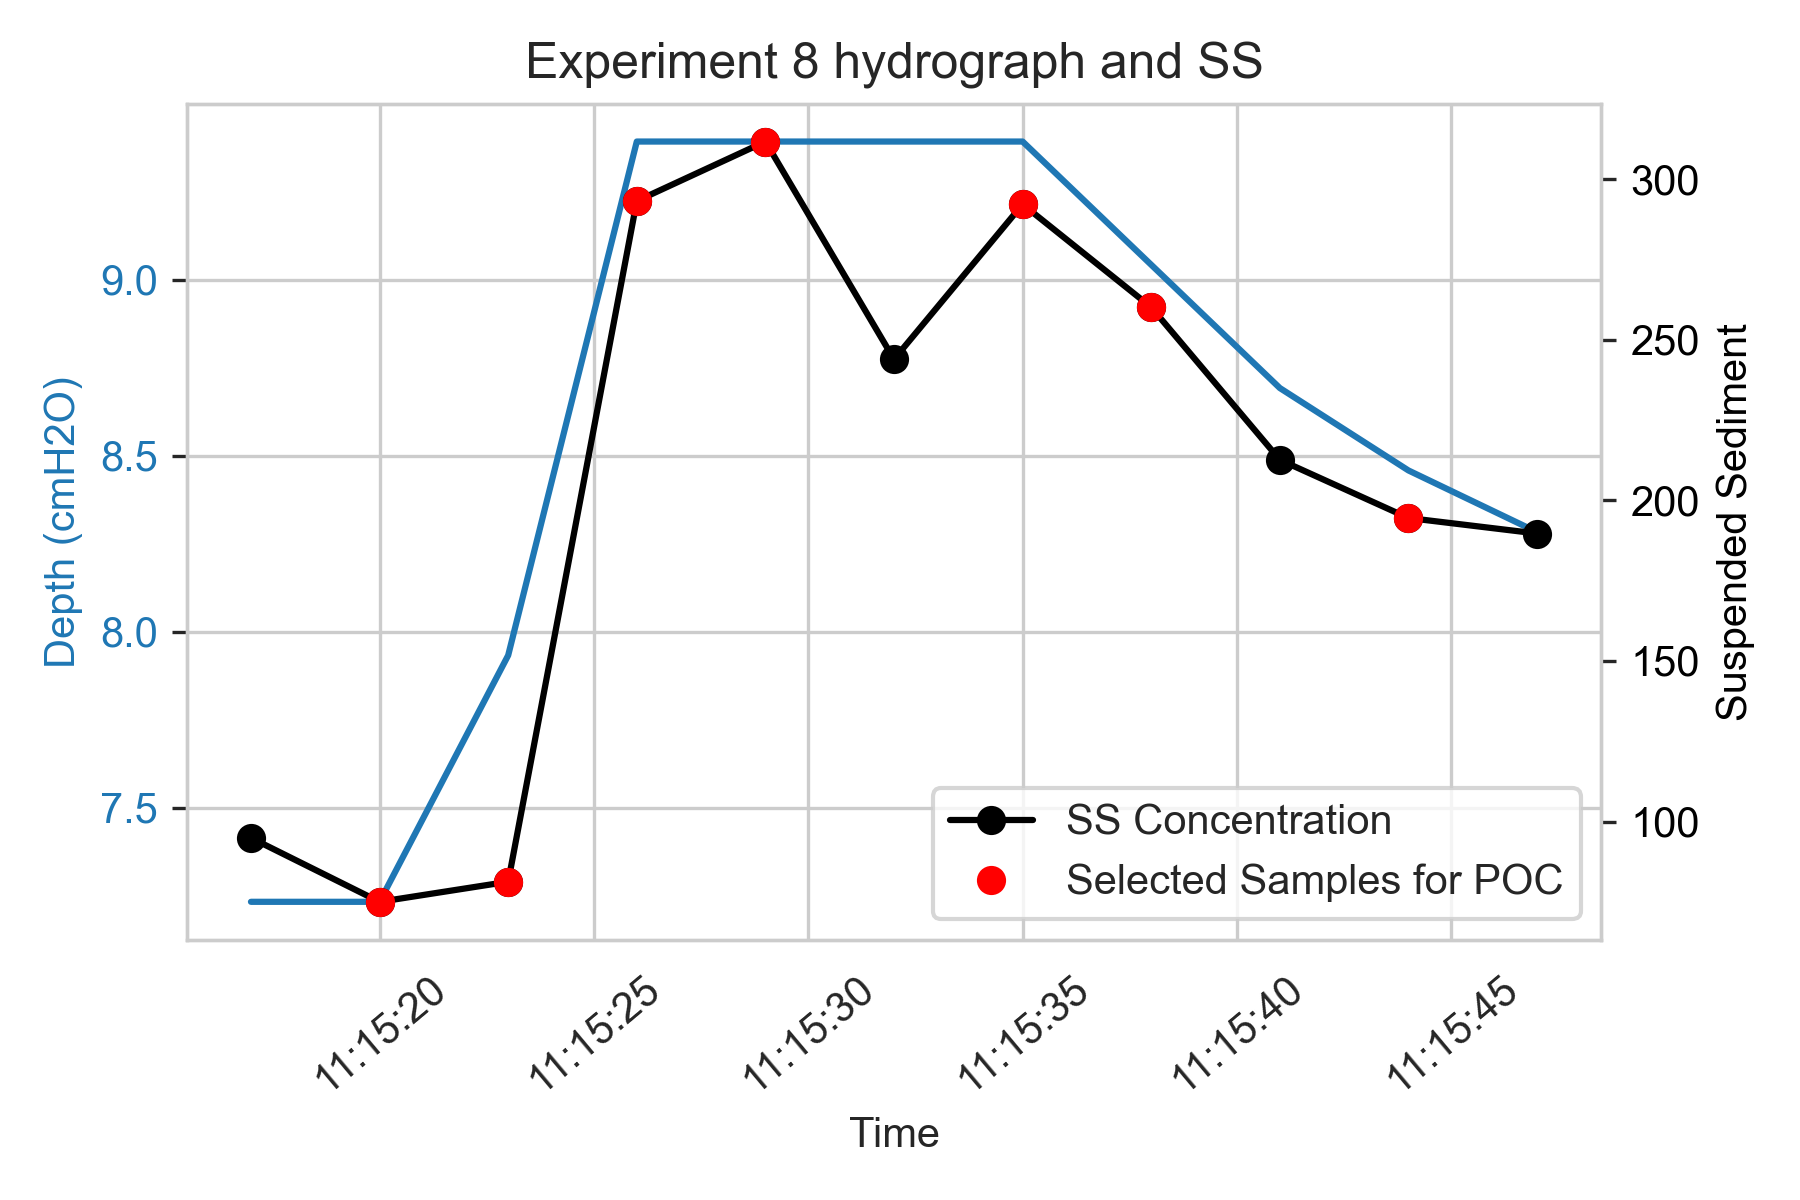 Experiment 8 hydrograph and SS
Depth (cmH2O)
9.0
8.5
8.0
7.5
300
250
200
150
100
Suspended Sediment
SS Concentration
Selected Samples for POC
11:15:20
11:15:25
11:15:30
11:15:35
11:15:40
11:15:45
Time